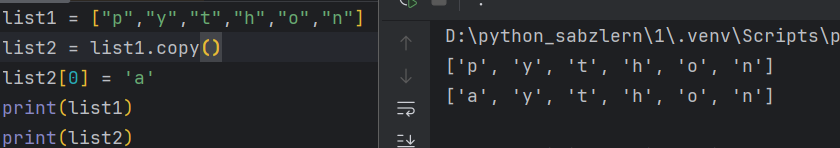 list1 = ["p","y","t","h","o","n"]
list2 = list1.copy()
list2[0] = 'a'
print(list1)
print(list2)
D:\python_sabzlern\1\.venv\Scripts\p
['p', 'y', 't', 'h', 'o', 'n']
['a', 'y', 't', 'h', 'o', 'n']